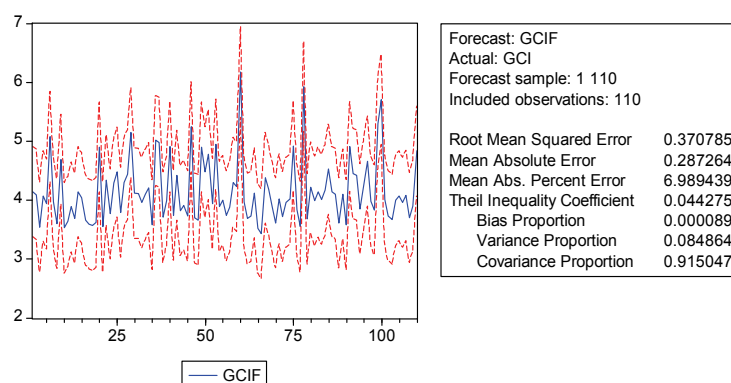 7
6
5
4
3
2
25
50
75
100
GCIF
Forecast: GCIF
Actual: GCI
Forecast sample: 1 110
Included observations: 110
Root Mean Squared Error 0.370785
Mean Absolute Error 0.287264
Mean Abs. Percent Error 6.989439
Theil Inequality Coefficient 0.044275
Bias Proportion 0.000089
Variance Proportion 0.084864
Covariance Proportion 0.915047